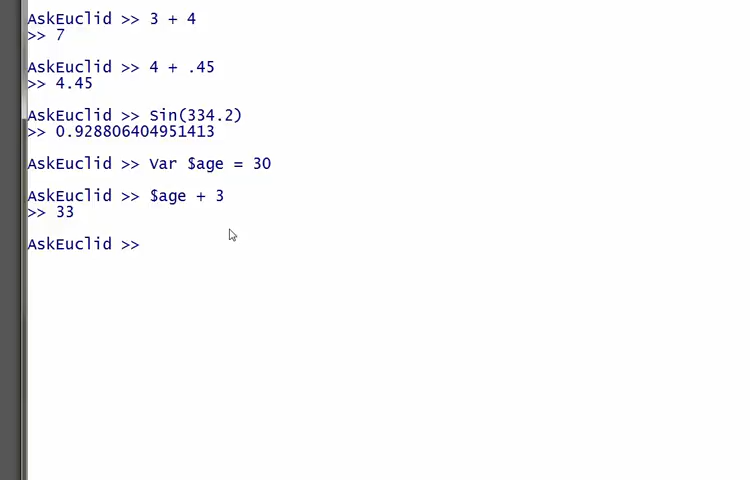 AskEuclid >> 3 + 4
>> 7
AskEuclid >> 4 + .45
>> 4.45
AskEuclid >> Sin(334.2)
>> 0.928806404951413
AskEuclid >> Var $age = 30
AskEuclid >> $age + 3
>> 33
AskEuclid >>